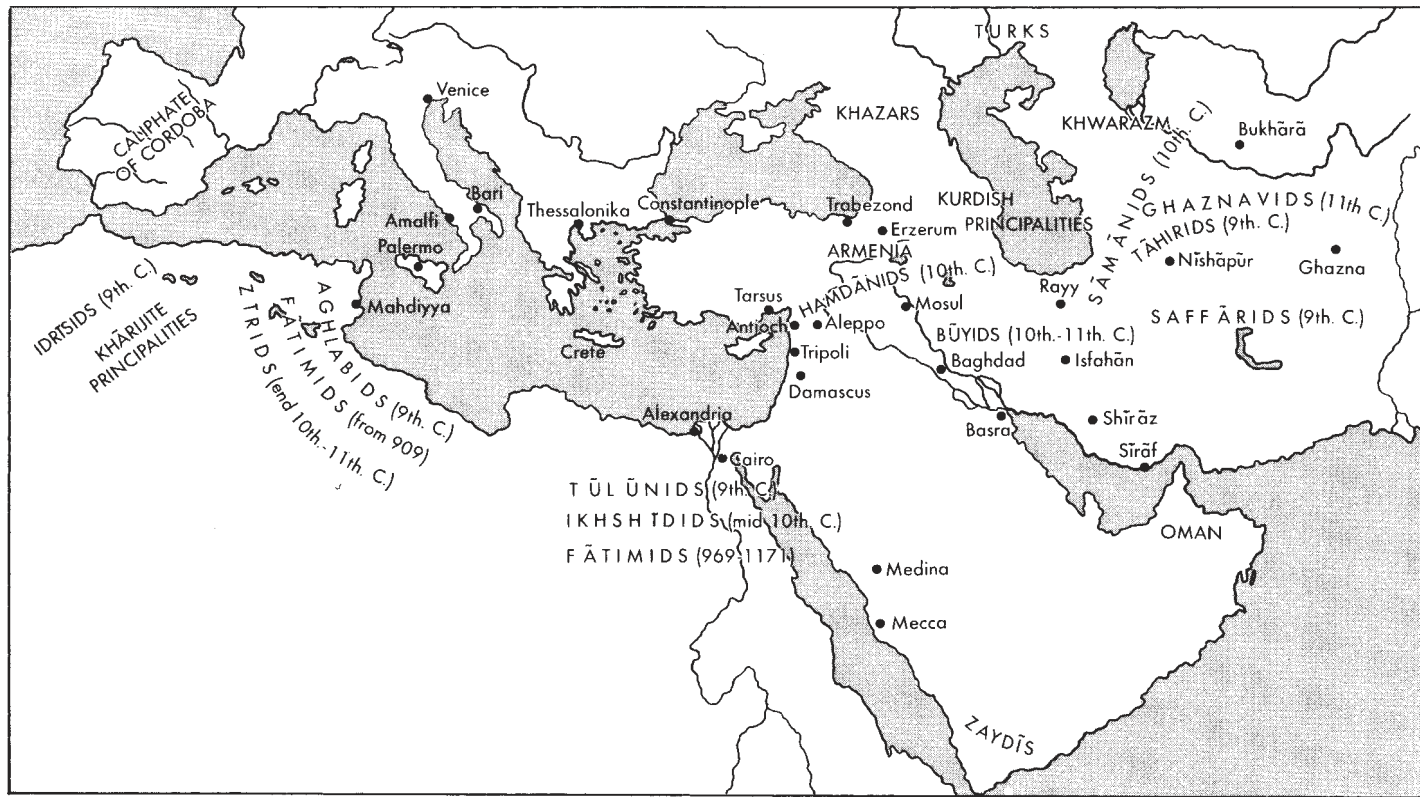 TURKS
Venice
KHAZARS
KHWARAZM
Bukhārā
CALIPHATE
OF CORDOBA
SĀMĀNIDS (10th. C.)
Bari
Amalfi
Palermo
Thessalonika
Constantinople
Trabezond
Erzerum
KURDISH
PRINCIPALITIES
GHAZNAVIDS (11th C.)
TĀHIRIDS (9th. C.)
ARMENIĀ
Nīshāpūr
Ghazna
IDRĪSIDS (9th. C.)
KHĀRIJITE
PRINCIPALITIES
ZĪRIDS (end 10th.-11th. C.)
FĀTIMIDS (from 909)
AGHLABIDS (9th. C.)
Mahdiyya
HAMDĀNIDS (10th. C.)
Tarsus
Antioch
Aleppo
Mosul
Rayy
SAFFĀRIDS (9th. C.)
Crete
Tripoli
Damascus
BŪYIDS (10th.-11th. C.)
Baghdad
Isfahān
Alexandria
Basra
Shīrāz
Sīrāf
Cairo
TŪLŪNIDS (9th. C.)
IKHSHĪDIDS (mid 10th. C.)
FĀTIMIDS (969-1171)
OMAN
Medina
Mecca
ZAYDĪS